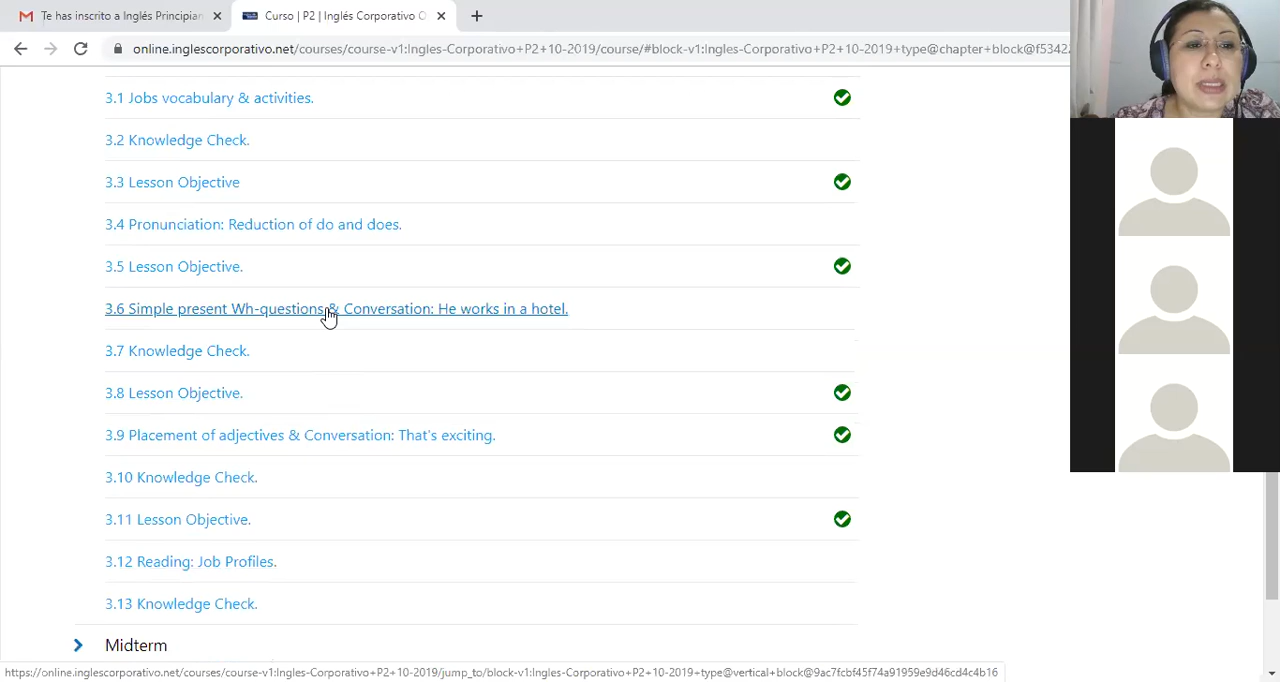 Te has inscrito a Inglés Principian
Curso | P2 | Inglés Corporativo O
online.inglescorporativo.net/courses/course-v1:Ingles-Corporativo+P2+10-2019/course/#block-v1:Ingles-Corporativo+P2+10-2019+type@chapter+block@f5342
3.1 Jobs vocabulary & activities.
3.2 Knowledge Check.
3.3 Lesson Objective
3.4 Pronunciation: Reduction of do and does.
3.5 Lesson Objective.
3.6 Simple present Wh-questions & Conversation: He works in a hotel.
3.7 Knowledge Check.
3.8 Lesson Objective.
3.9 Placement of adjectives & Conversation: That's exciting.
3.10 Knowledge Check.
3.11 Lesson Objective.
3.12 Reading: Job Profiles.
3.13 Knowledge Check.
Midterm
https://online.inglescorporativo.net/courses/course-v1:Ingles-Corporativo+P2+10-2019/jump_to/block-v1:Ingles-Corporativo+P2+10-2019+type@vertical+block@9ac7fcbf45f74a91959e9d46cd4c4b16